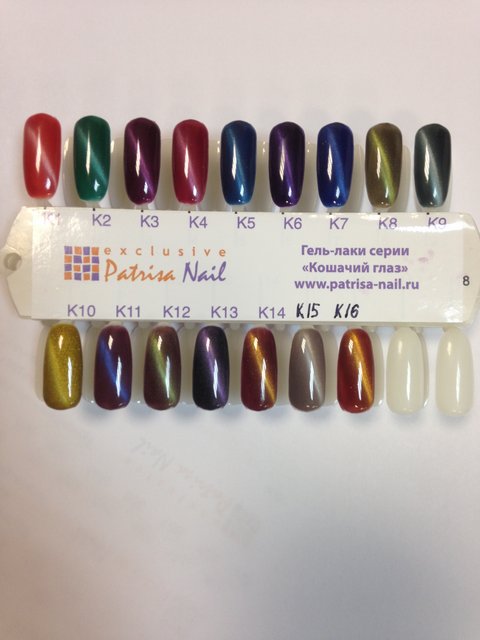 K1 K2 K3 K4 K5 K6 K7 K8 K9
exclusive
Patrisa Nail
Гель-лаки серии
«Кошачий глаз»
www.patrisa-nail.ru
8
K10 K11 K12 K13 K14 K15 K16